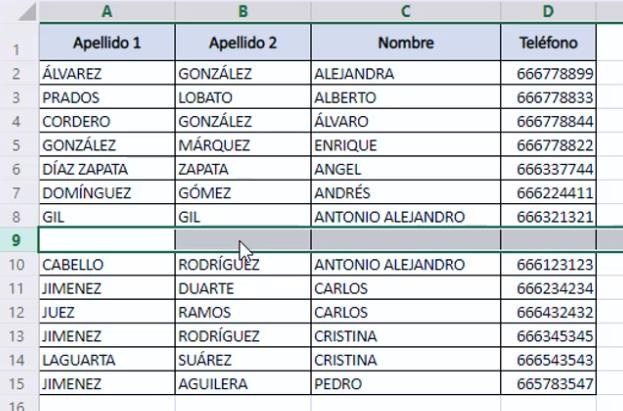 A B C D
1 Apellido 1 Apellido 2 Nombre Teléfono
2 ÁLVAREZ GONZÁLEZ ALEJANDRA 666778899
3 PRADOS LOBATO ALBERTO 666778833
4 CORDERO GONZÁLEZ ÁLVARO 666778844
5 GONZÁLEZ MÁRQUEZ ENRIQUE 666778822
6 DÍAZ ZAPATA ZAPATA ANGEL 666337744
7 DOMÍNGUEZ GÓMEZ ANDRÉS 666224411
8 GIL GIL ANTONIO ALEJANDRO 666321321
9
10 CABELLO RODRÍGUEZ ANTONIO ALEJANDRO 666123123
11 JIMENEZ DUARTE CARLOS 666234234
12 JUEZ RAMOS CARLOS 666432432
13 JIMENEZ RODRÍGUEZ CRISTINA 666345345
14 LAGUARTA SUÁREZ CRISTINA 666543543
15 JIMENEZ AGUILERA PEDRO 665783547
16